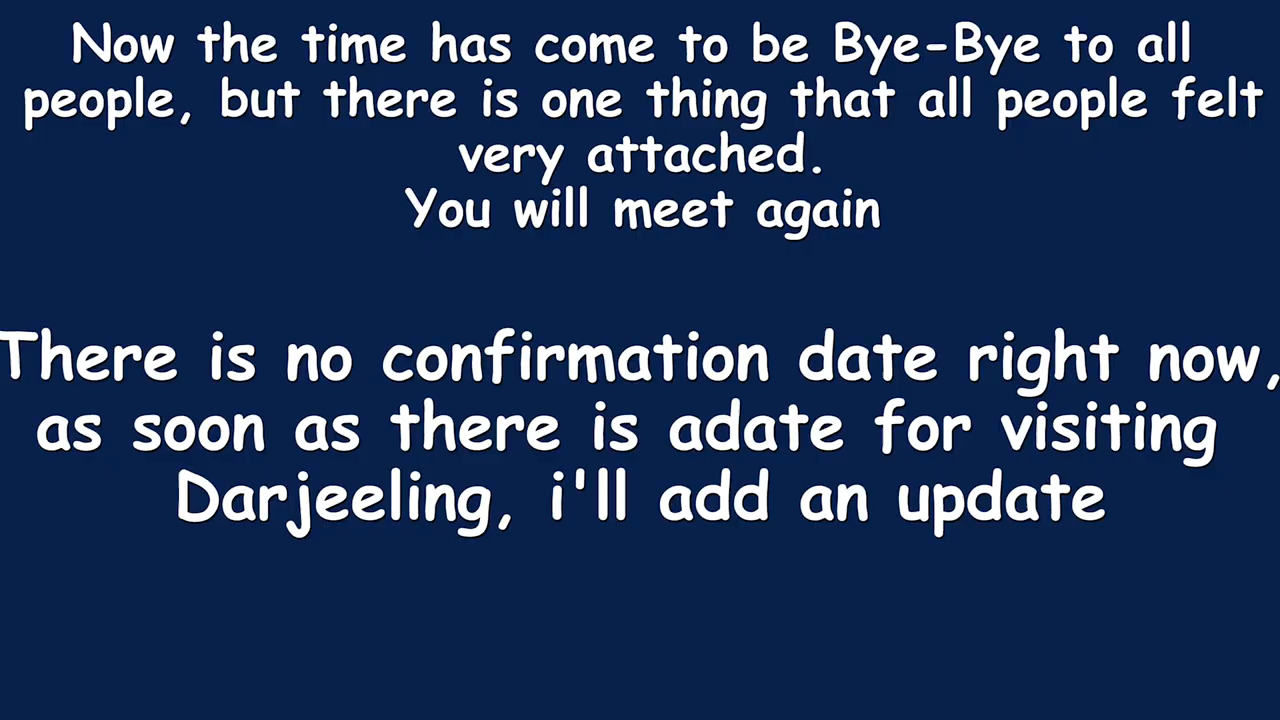 Now the time has come to be Bye-Bye to all
people, but there is one thing that all people felt
very attached.
You will meet again
There is no confirmation date right now,
as soon as there is adate for visiting
Darjeeling, i'll add an update